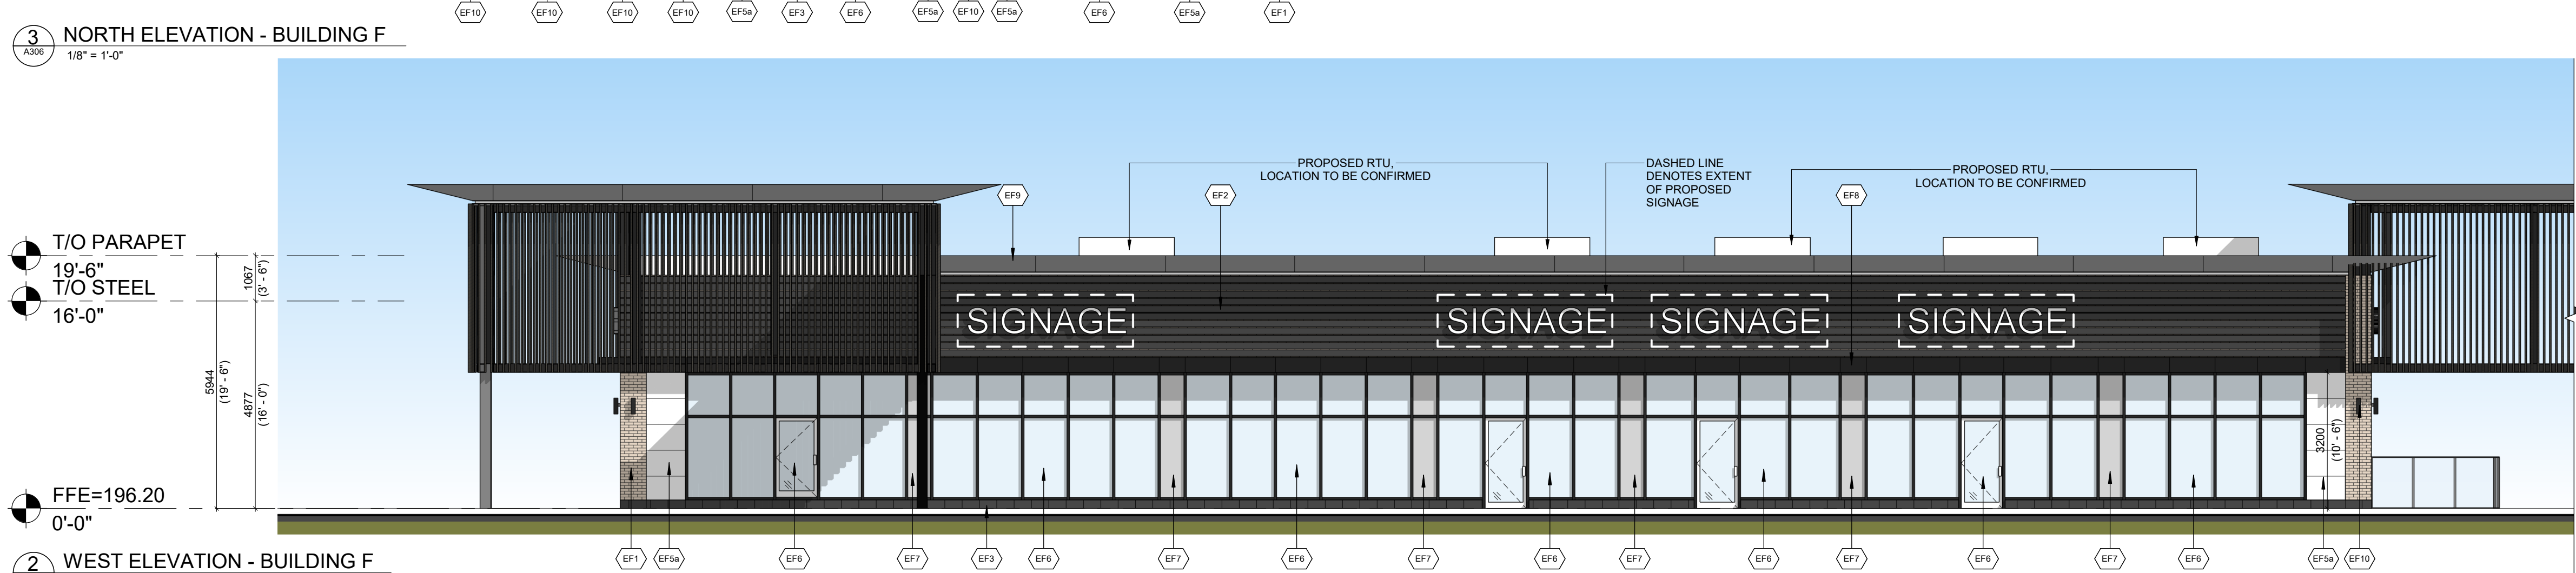 EF10 EF10 EF10 EF10 EF5a EF3 EF6 EF5a EF10 EF5a EF6 EF5a EF1
3
A306
NORTH ELEVATION - BUILDING F
1/8" = 1'-0"
PROPOSED RTU,
LOCATION TO BE CONFIRMED
DASHED LINE
DENOTES EXTENT
OF PROPOSED
SIGNAGE
PROPOSED RTU,
LOCATION TO BE CONFIRMED
EF9 EF2 EF8
T/O PARAPET
19'-6"
T/O STEEL
16'-0"
1067
(3' - 6")
5944
(19' - 6")
4877
(16' - 0")
SIGNAGE SIGNAGE SIGNAGE SIGNAGE
3200
(10' - 6")
FFE=196.20
0'-0"
EF1 EF5a EF6 EF7 EF3 EF6 EF7 EF6 EF7 EF6 EF7 EF6 EF7 EF6 EF7 EF6 EF5a EF10
2
WEST ELEVATION - BUILDING F